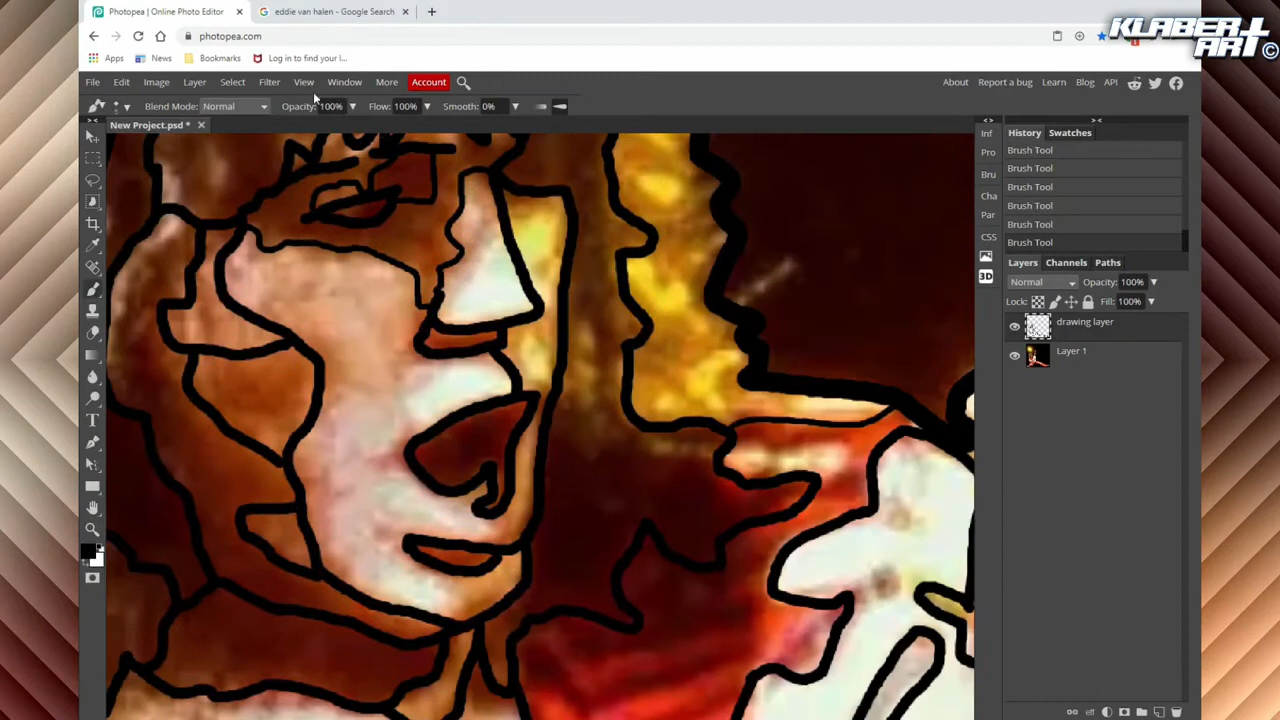 Photopea | Online Photo Editor
eddie van halen - Google Search
photopea.com
Apps News Bookmarks Log in to find your l...
KLABERT
ART ©
File Edit Image Layer Select Filter View Window More Account
About Report a bug Learn Blog API
Blend Mode: Normal Opacity: 100% Flow: 100% Smooth: 0%
New Project.psd *
History Swatches
Brush Tool
Brush Tool
Brush Tool
Brush Tool
Brush Tool
Brush Tool
Inf
Pro
Bru
Cha
Par
CSS
3D
Layers Channels Paths
Normal Opacity: 100%
Lock: Fill: 100%
drawing layer
Layer 1
eff